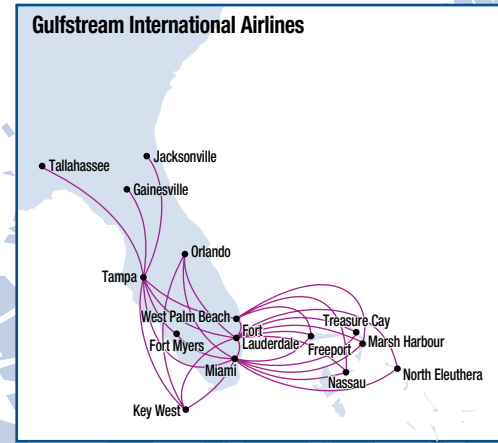 Gulfstream International Airlines
Jacksonville
Tallahassee
Gainesville
Orlando
Tampa
West Palm Beach
Fort
Lauderdale
Treasure Cay
Fort Myers
Freeport
Marsh Harbour
Miami
Nassau
North Eleuthera
Key West